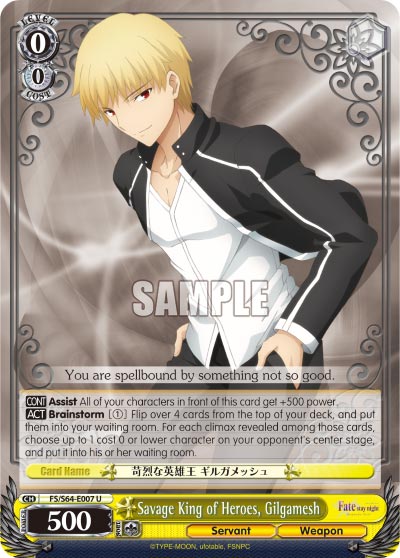 LEVEL
0
0
COST
SAMPLE
You are spellbound by something not so good.
CONT Assist All of your characters in front of this card get +500 power.
ACT Brainstorm [①] Flip over 4 cards from the top of your deck, and put
them into your waiting room. For each climax revealed among those cards,
choose up to 1 cost 0 or lower character on your opponent's center stage,
and put it into their waiting room.
Card Name 苛烈な英雄王 ギルガメッシュ
CH FS/S64-E007 U
Savage King of Heroes, Gilgamesh
Fate stay night
POWER 500
Servant Weapon
©TYPE-MOON, ufotable, FSNPC